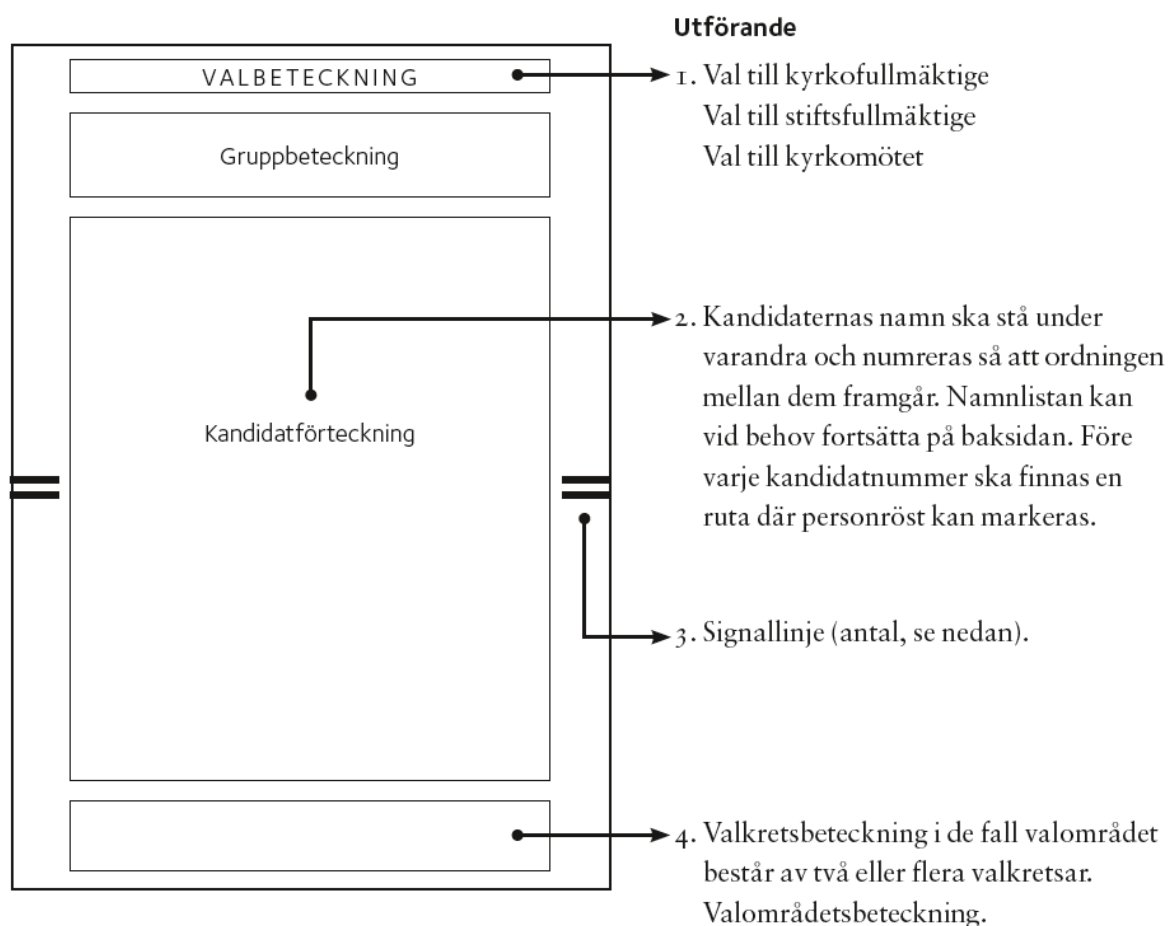 Utförande
VALBETECKNING
1. Val till kyrkofullmäktige
Val till stiftsfullmäktige
Val till kyrkomötet
Gruppbeteckning
2. Kandidaternas namn ska stå under
varandra och numreras så att ordningen
mellan dem framgår. Namnlistan kan
vid behov fortsätta på baksidan. Före
varje kandidatnummer ska finnas en
ruta där personröst kan markeras.
Kandidatförteckning
3. Signallinje (antal, se nedan).
4. Valkretsbeteckning i de fall valområdet
består av två eller flera valkretsar.
Valområdetsbeteckning.